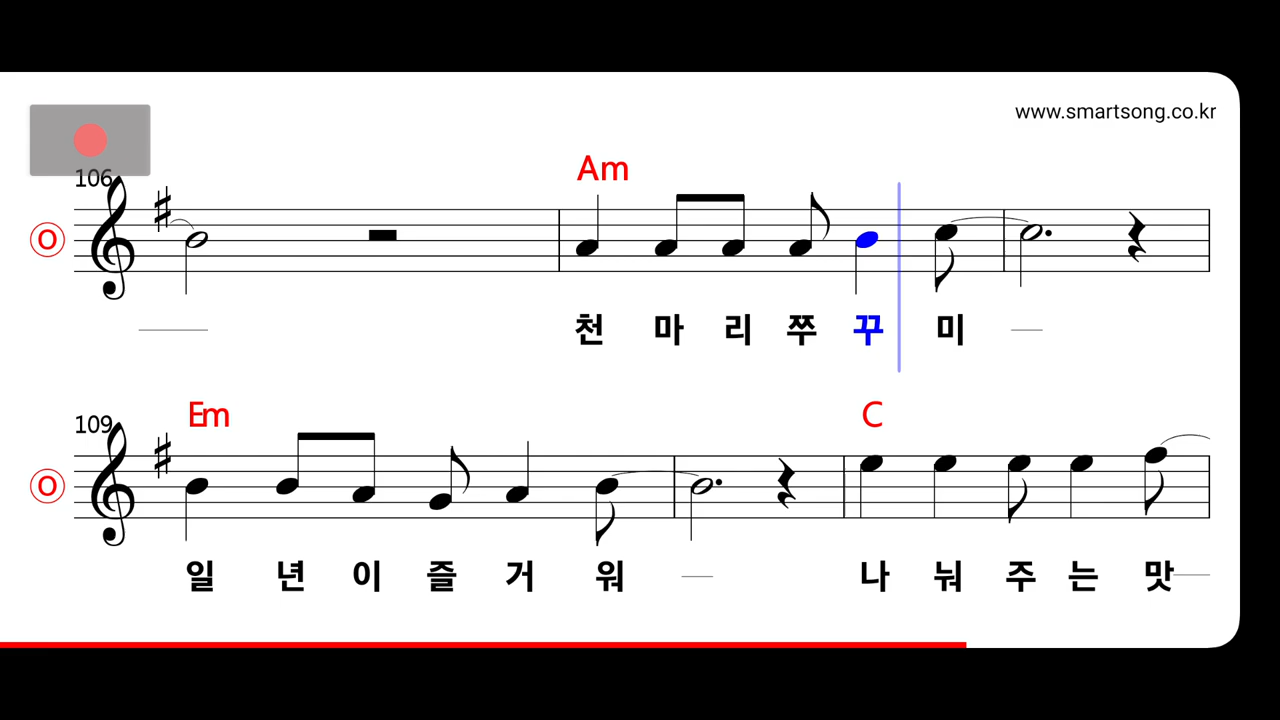 www.smartsong.co.kr
106
Am
O
천 마 리 쭈 꾸 미
109
Em C
O
일 년 이 즐 거 워 나 눠 주 는 맛